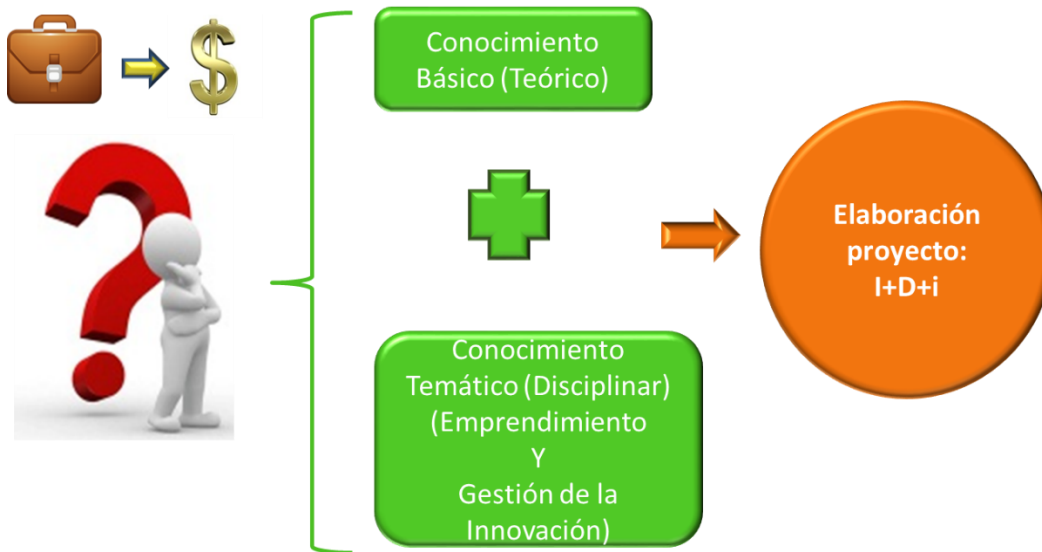 Conocimiento
Básico (Teórico)
Conocimiento
Temático (Disciplinar)
(Emprendimiento
Y
Gestión de la
Innovación)
Elaboración
proyecto:
I+D+i